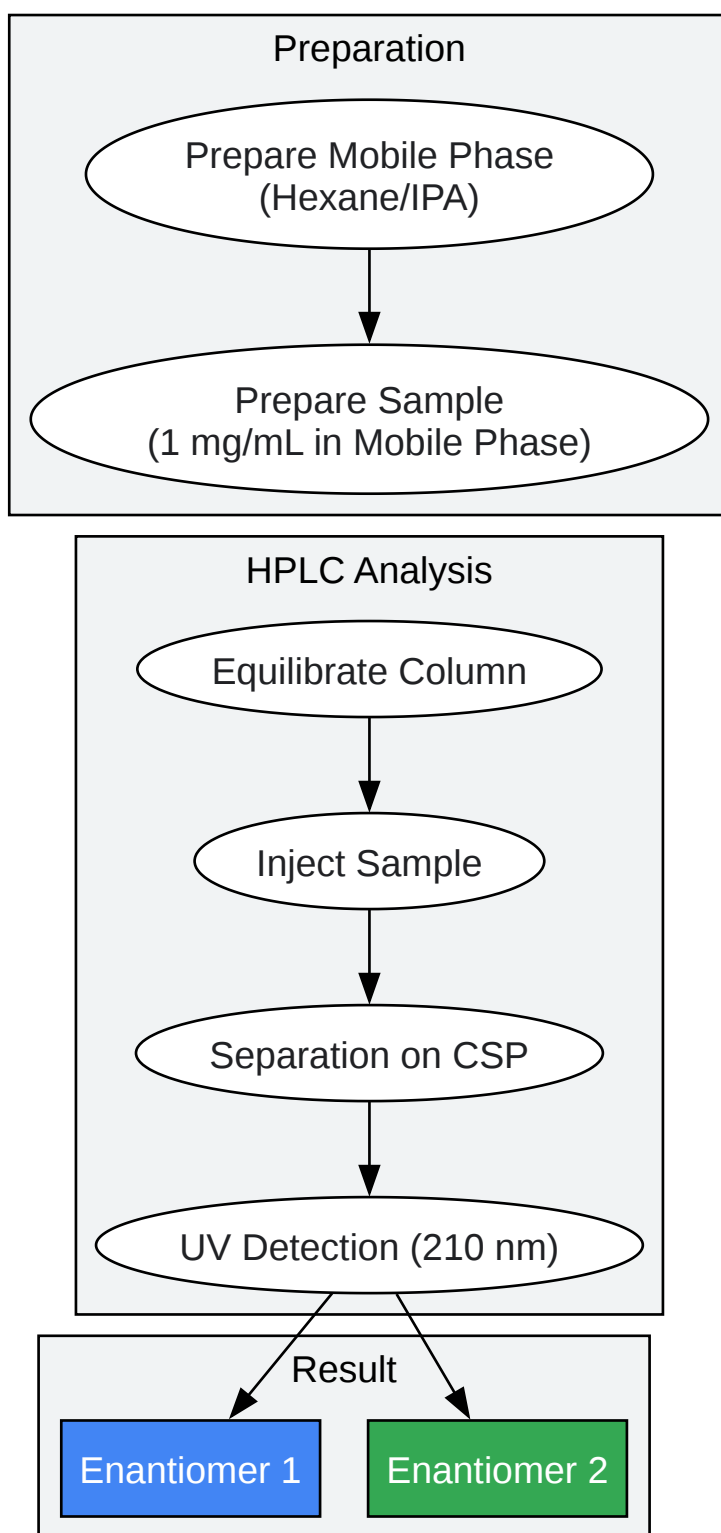 Preparation
Prepare Mobile Phase
(Hexane/IPA)
Prepare Sample
(1 mg/mL in Mobile Phase)
HPLC Analysis
Equilibrate Column
Inject Sample
Separation on CSP
UV Detection (210 nm)
Result
Enantiomer 1
Enantiomer 2